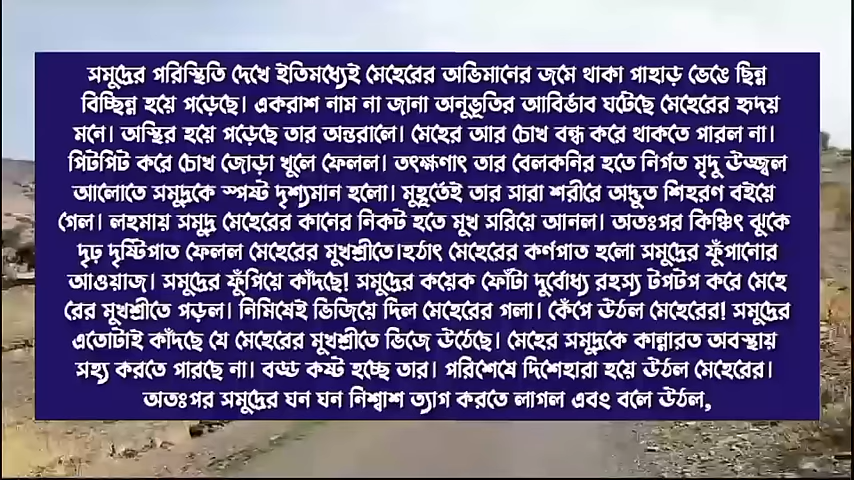 সমুদ্রের পরিস্থিতি দেখে ইতিমধ্যেই মেহেরের অভিমানের জমে থাকা পাহাড় ভেঙে ছিন্ন
বিচ্ছিন্ন হয়ে পড়েছে। একরাশ নাম না জানা অনুভূতির আবির্ভাব ঘটেছে মেহেরের হৃদয়
মনে। অস্থির হয়ে পড়েছে তার অন্তরালে। মেহের আর চোখ বন্ধ করে থাকতে পারল না।
পিটপিট করে চোখ জোড়া খুলে ফেলল। তৎক্ষণাৎ তার বেলকনির হতে নির্গত মৃদু উজ্জ্বল
আলোতে সমুদ্রকে স্পষ্ট দৃশ্যমান হলো। মুহূর্তেই তার সারা শরীরে অদ্ভুত শিহরণ বইয়ে
গেল। লহমায় সমুদ্র মেহেরের কানের নিকট হতে মুখ সরিয়ে আনল। অতঃপর কিঞ্চিৎ ঝুকে
দৃঢ় দৃষ্টিপাত ফেলল মেহেরের মুখশ্রীতে।হঠাৎ মেহেরের কর্ণপাত হলো সমুদ্রের ফুঁপানোর
আওয়াজ। সমুদ্রের ফুঁপিয়ে কাঁদছে! সমুদ্রের কয়েক ফোঁটা দুর্বোধ্য রহস্য টপটপ করে মেহে
রের মুখশ্রীতে পড়ল। নিমিষেই ভিজিয়ে দিল মেহেরের গলা। কেঁপে উঠল মেহেরের! সমুদ্রের
এতোটাই কাঁদছে যে মেহেরের মুখশ্রীতে ভিজে উঠেছে। মেহের সমুদ্রকে কান্নারত অবস্থায়
সহ্য করতে পারছে না। বড্ড কষ্ট হচ্ছে তার। পরিশেষে দিশেহারা হয়ে উঠল মেহেরের।
অতঃপর সমুদ্রের ঘন ঘন নিশ্বাশ ত্যাগ করতে লাগল এবং বলে উঠল,